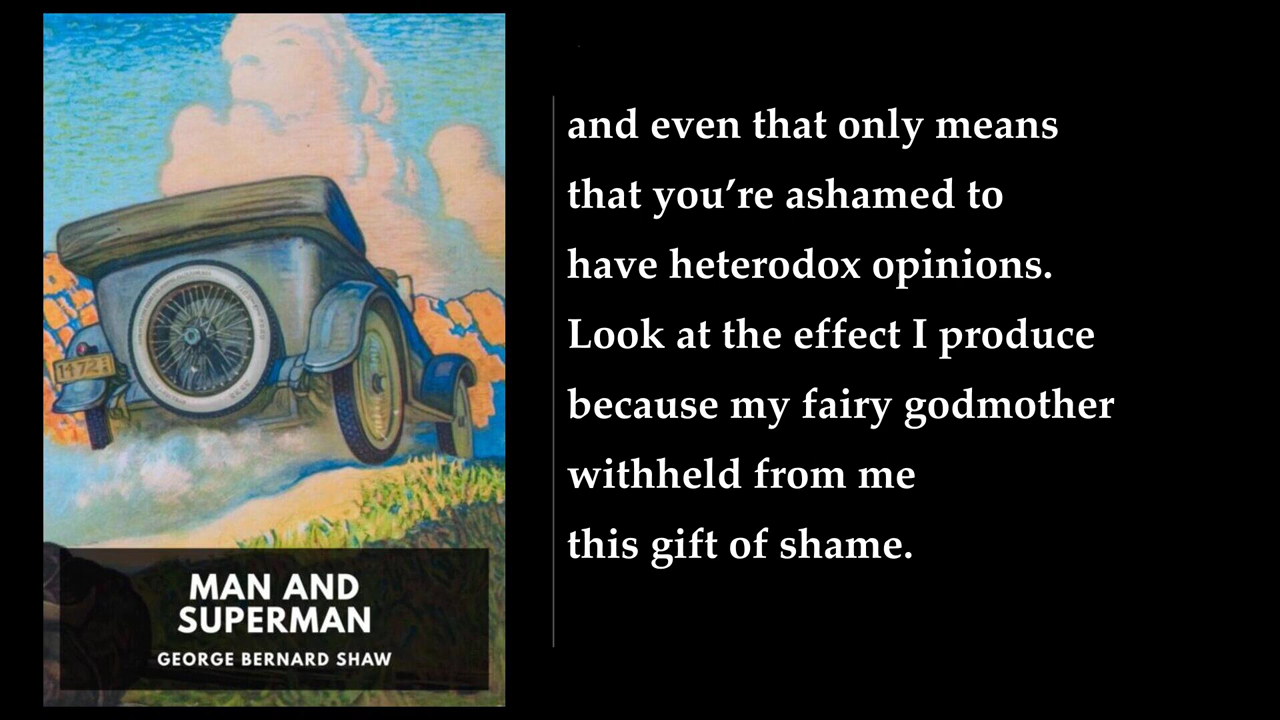 1472
MAN AND
SUPERMAN
GEORGE BERNARD SHAW
and even that only means
that you’re ashamed to
have heterodox opinions.
Look at the effect I produce
because my fairy godmother
withheld from me
this gift of shame.